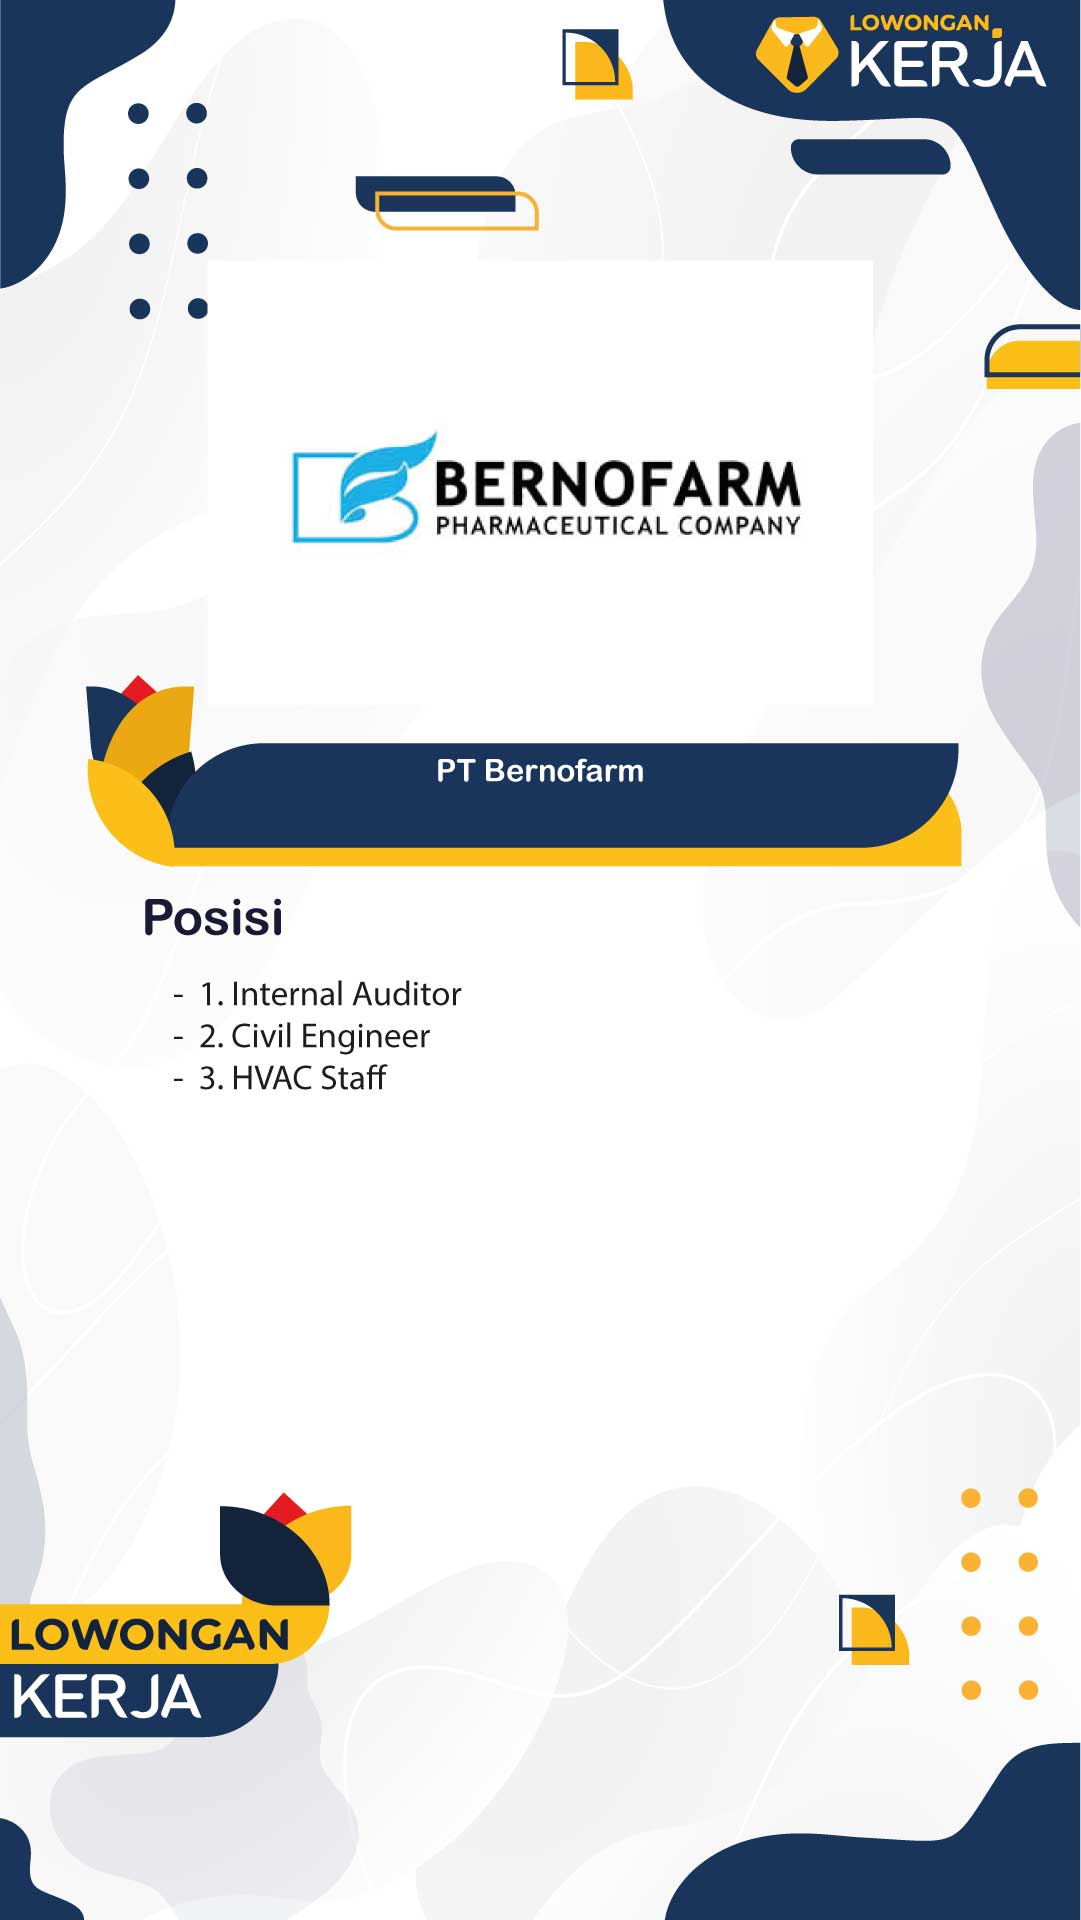 LOWONGAN
KERJA
BERNOFARM
PHARMACEUTICAL COMPANY
PT Bernofarm
Posisi
- 1. Internal Auditor
- 2. Civil Engineer
- 3. HVAC Staff
LOWONGAN
KERJA